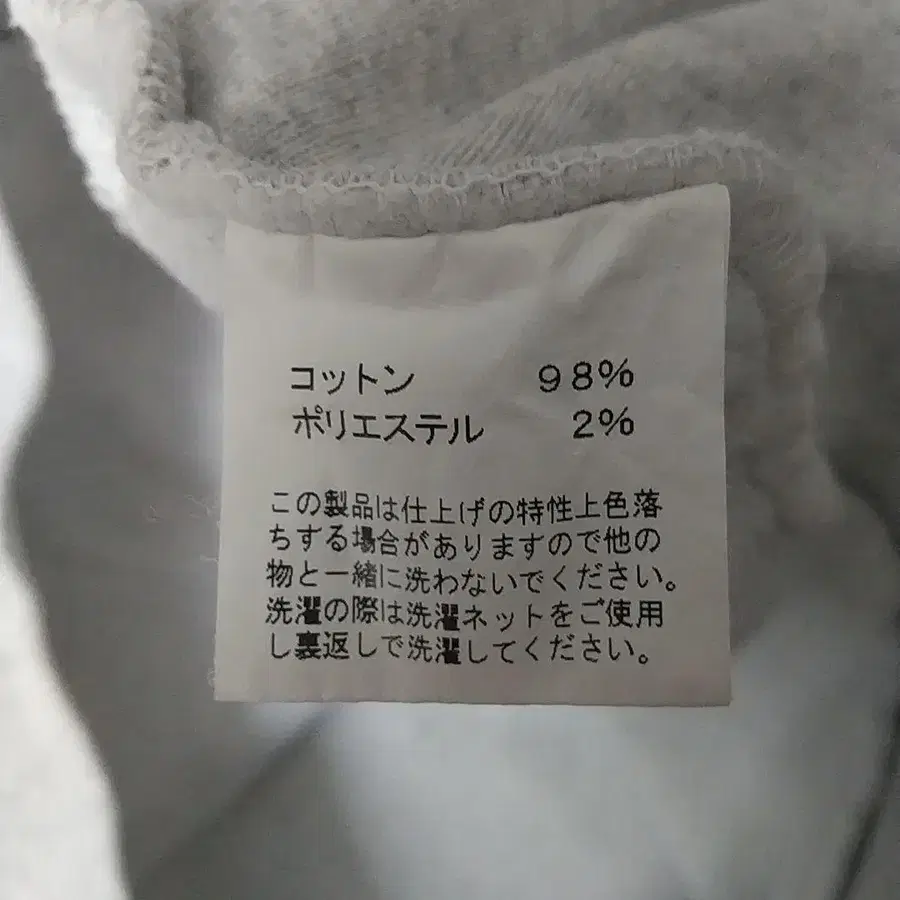 コットン 98%
ポリエステル 2%
この製品は仕上げの特性上色落
ちする場合がありますので他の
物と一緒に洗わないでください。
洗濯の際は洗濯ネットをご使用
し裏返しで洗濯してください。